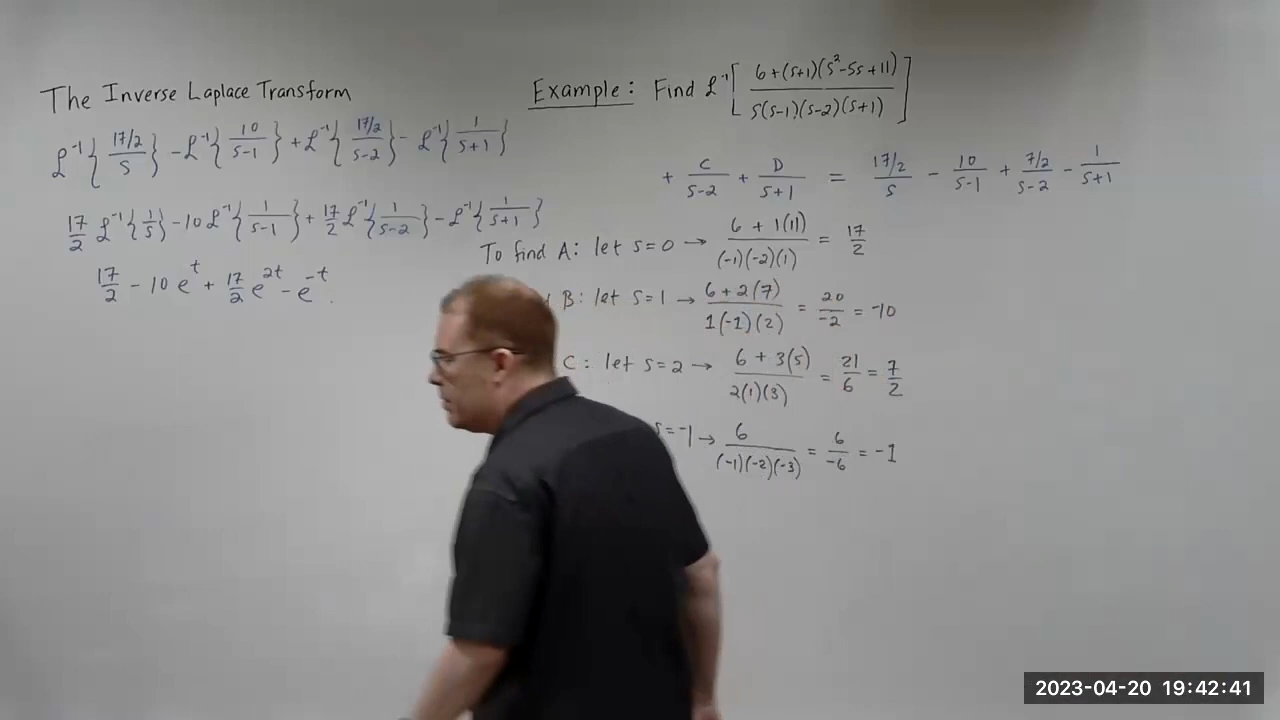 The Inverse Laplace Transform
ℒ⁻¹{17/2 / s} - ℒ⁻¹{10 / s-1} + ℒ⁻¹{17/2 / s-2} - ℒ⁻¹{1 / s+1}
17/2 ℒ⁻¹{1/s} - 10 ℒ⁻¹{1 / s-1} + 17/2 ℒ⁻¹{1 / s-2} - ℒ⁻¹{1 / s+1}
17/2 - 10 e^t + 17/2 e^2t - e^-t.
Example: Find ℒ⁻¹[6+(s+1)(s²-5s+11) / s(s-1)(s-2)(s+1)]
+ C / s-2 + D / s+1 = 17/2 / s - 10 / s-1 + 7/2 / s-2 - 1 / s+1
To find A: let s=0 → 6 + 1(11) / (-1)(-2)(1) = 17/2
B: let s=1 → 6+2(7) / 1(-1)(2) = 20/-2 = -10
C: let s=2 → 6 + 3(5) / 2(1)(3) = 21/6 = 7/2
s=-1 → 6 / (-1)(-2)(-3) = 6/-6 = -1
2023-04-20 19:42:41